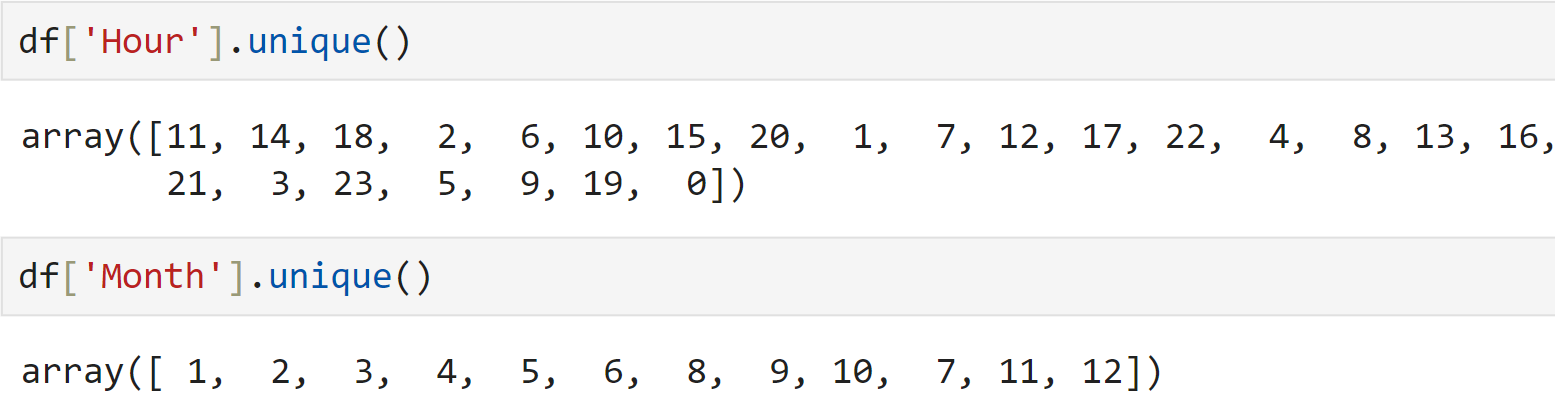 df['Hour'].unique()
array([11, 14, 18,  2,  6, 10, 15, 20,  1,  7, 12, 17, 22,  4,  8, 13, 16,
       21,  3, 23,  5,  9, 19,  0])
df['Month'].unique()
array([ 1,  2,  3,  4,  5,  6,  8,  9, 10,  7, 11, 12])